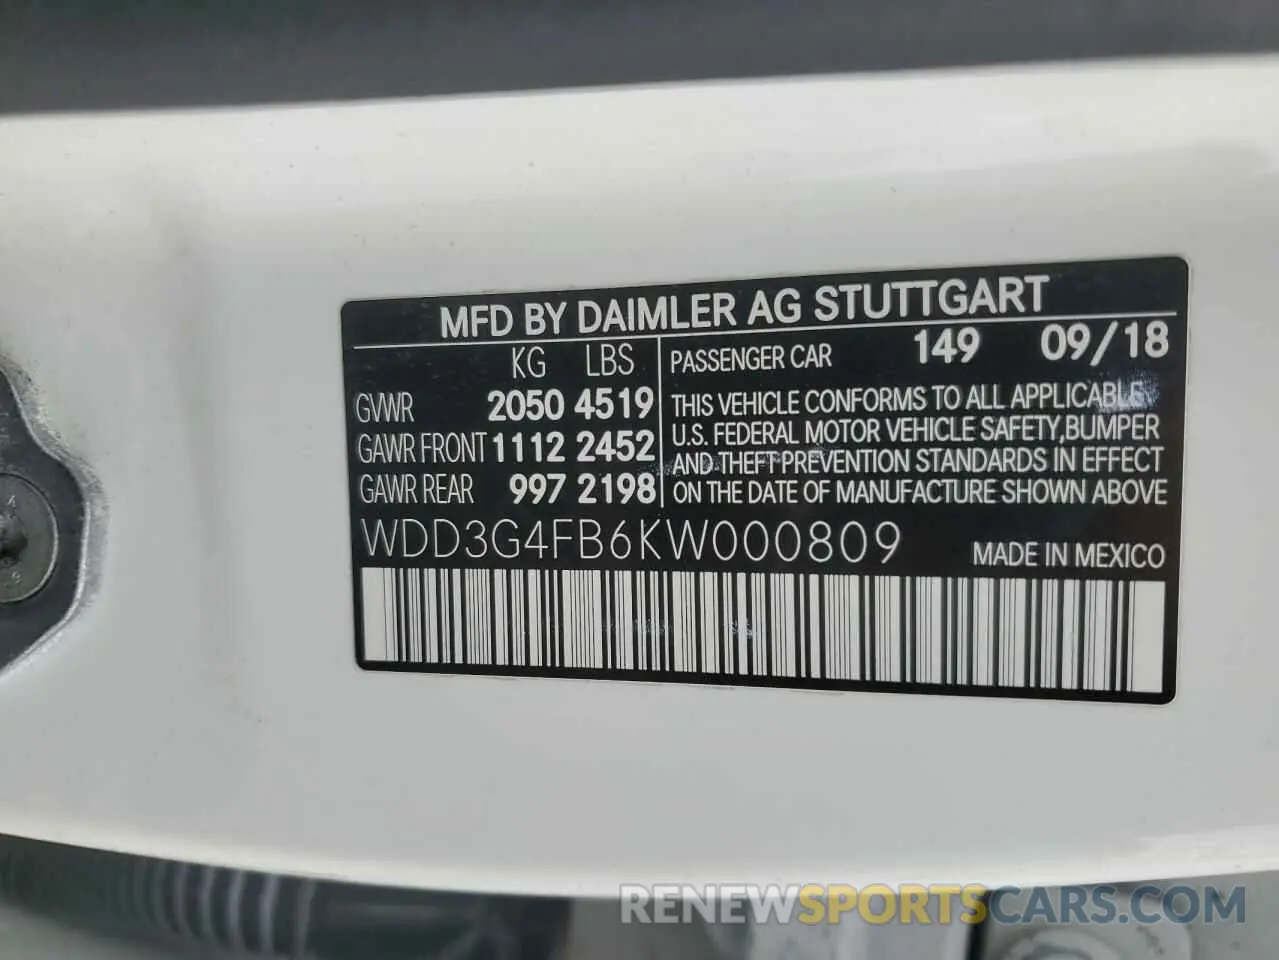 MFD BY DAIMLER AG STUTTGART
KG LBS
PASSENGER CAR 149 09/18
GVWR 2050 4519
GAWR FRONT 1112 2452
GAWR REAR 997 2198
THIS VEHICLE CONFORMS TO ALL APPLICABLE
U.S. FEDERAL MOTOR VEHICLE SAFETY, BUMPER
AND THEFT PREVENTION STANDARDS IN EFFECT
ON THE DATE OF MANUFACTURE SHOWN ABOVE
WDD3G4FB6KW000809 MADE IN MEXICO
RENEWSPORTSCARS.COM